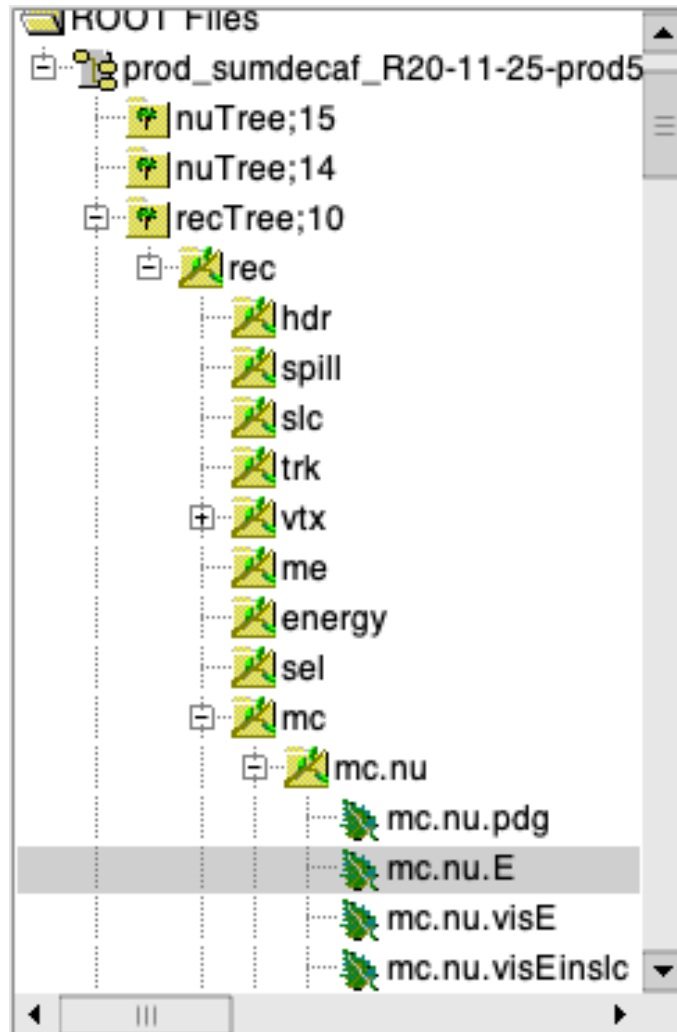 ROOT Files
prod_sumdecaf_R20-11-25-prod5
nuTree;15
nuTree;14
recTree;10
rec
hdr
spill
slc
trk
vtx
me
energy
sel
mc
mc.nu
mc.nu.pdg
mc.nu.E
mc.nu.visE
mc.nu.visEinslc